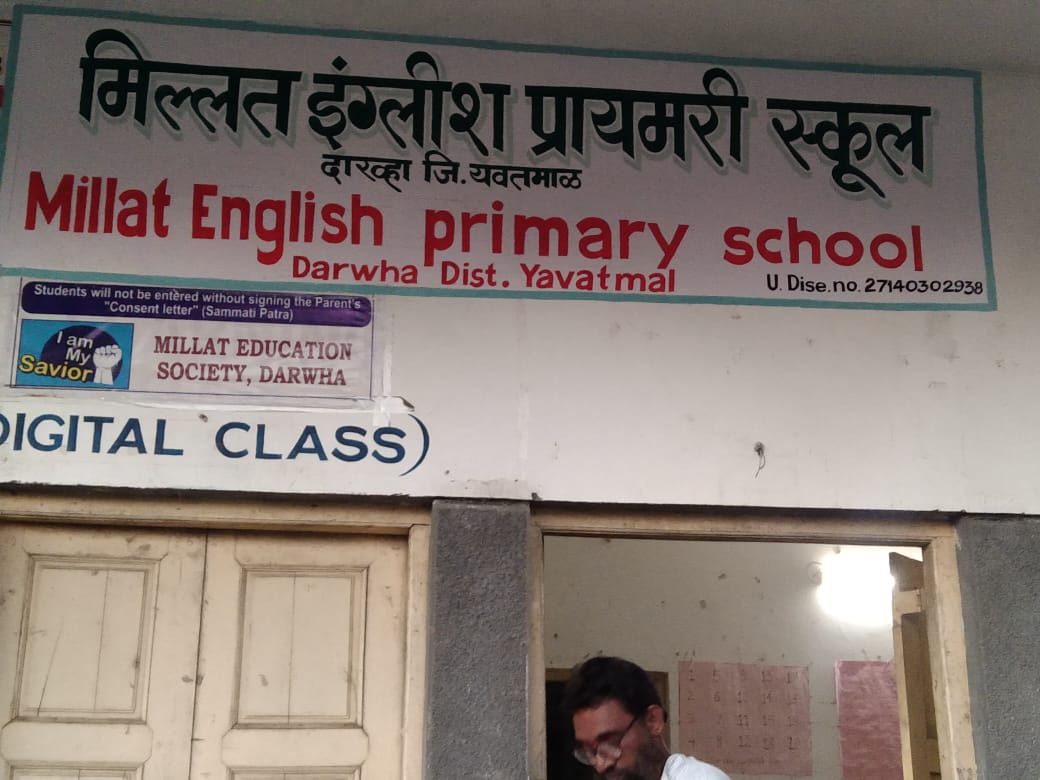 मिल्लत इंग्लीश प्रायमरी स्कूल
दारव्हा जि. यवतमाळ
Millat English primary school
Darwha Dist. Yavatmal
U. Dise. no. 27140302938
Students will not be entered without signing the Parent's
"Consent letter" (Sammati Patra)
I am
My
Savior
MILLAT EDUCATION
SOCIETY, DARWHA
DIGITAL CLASS)